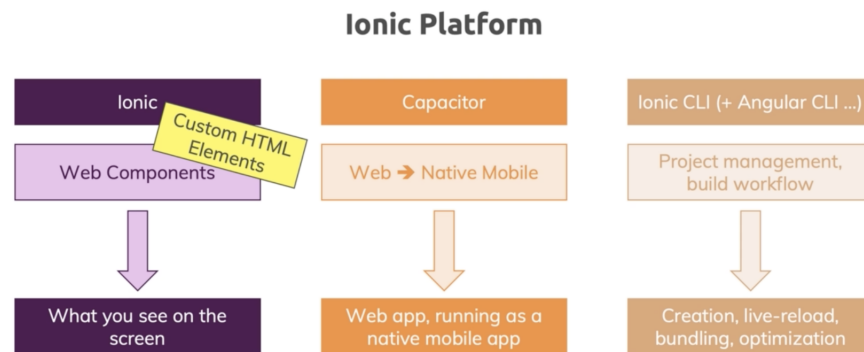 Ionic Platform
Ionic
Custom HTML
Elements
Web Components
What you see on the
screen
Capacitor
Web ➔ Native Mobile
Web app, running as a
native mobile app
Ionic CLI (+ Angular CLI ...)
Project management,
build workflow
Creation, live-reload,
bundling, optimization